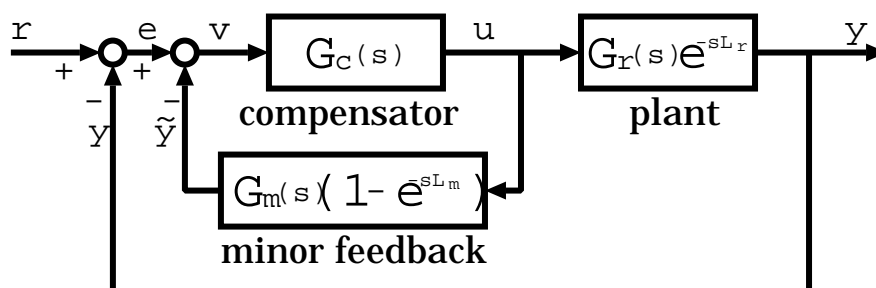 r
+
e
+
v
G_c(s)
u
G_r(s)e^{-sL_r}
y
-
y
-
ỹ
compensator
plant
G_m(s)(1-e^{-sL_m})
minor feedback